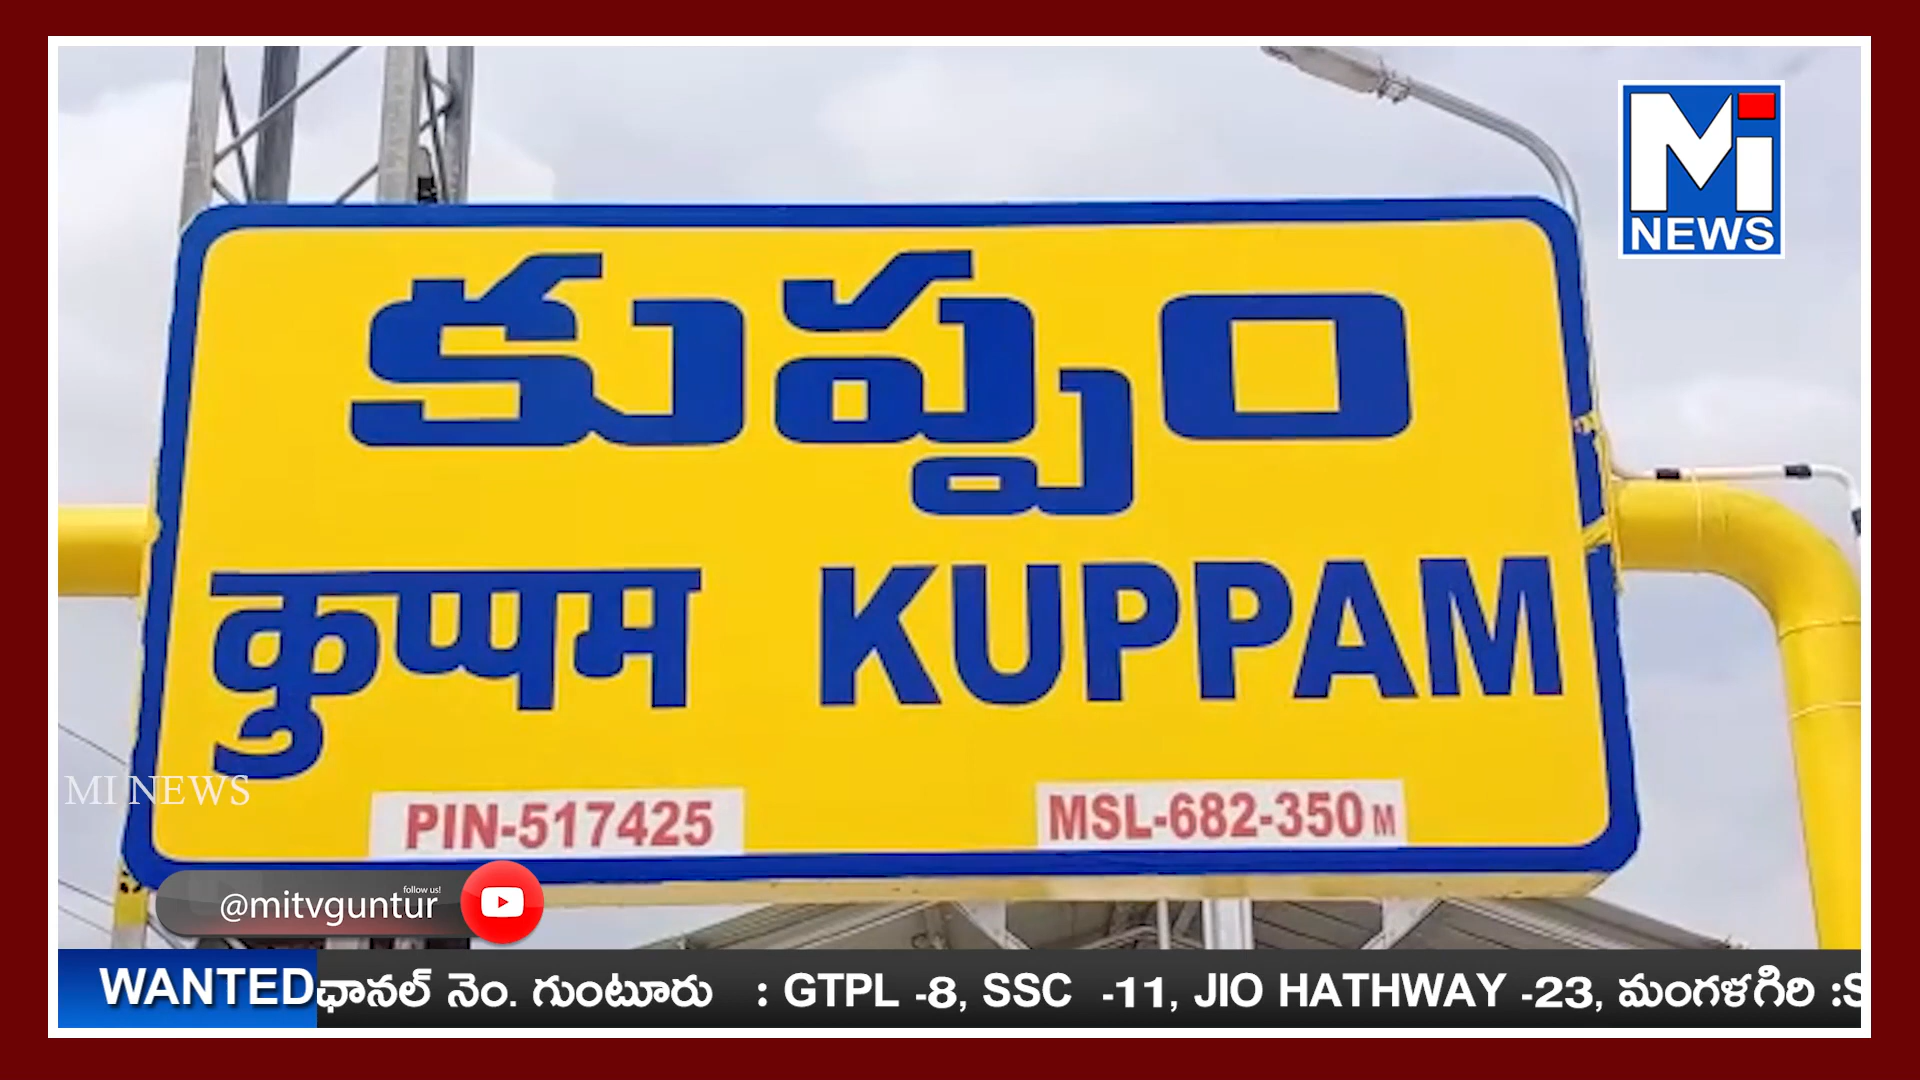 Mi
NEWS
కుప్పం
कुप्पम KUPPAM
MI NEWS
PIN-517425 MSL-682-350 M
follow us!
@mitvguntur
WANTED ఛానల్ నెం. గుంటూరు : GTPL -8, SSC -11, JIO HATHWAY -23, మంగళగిరి :S